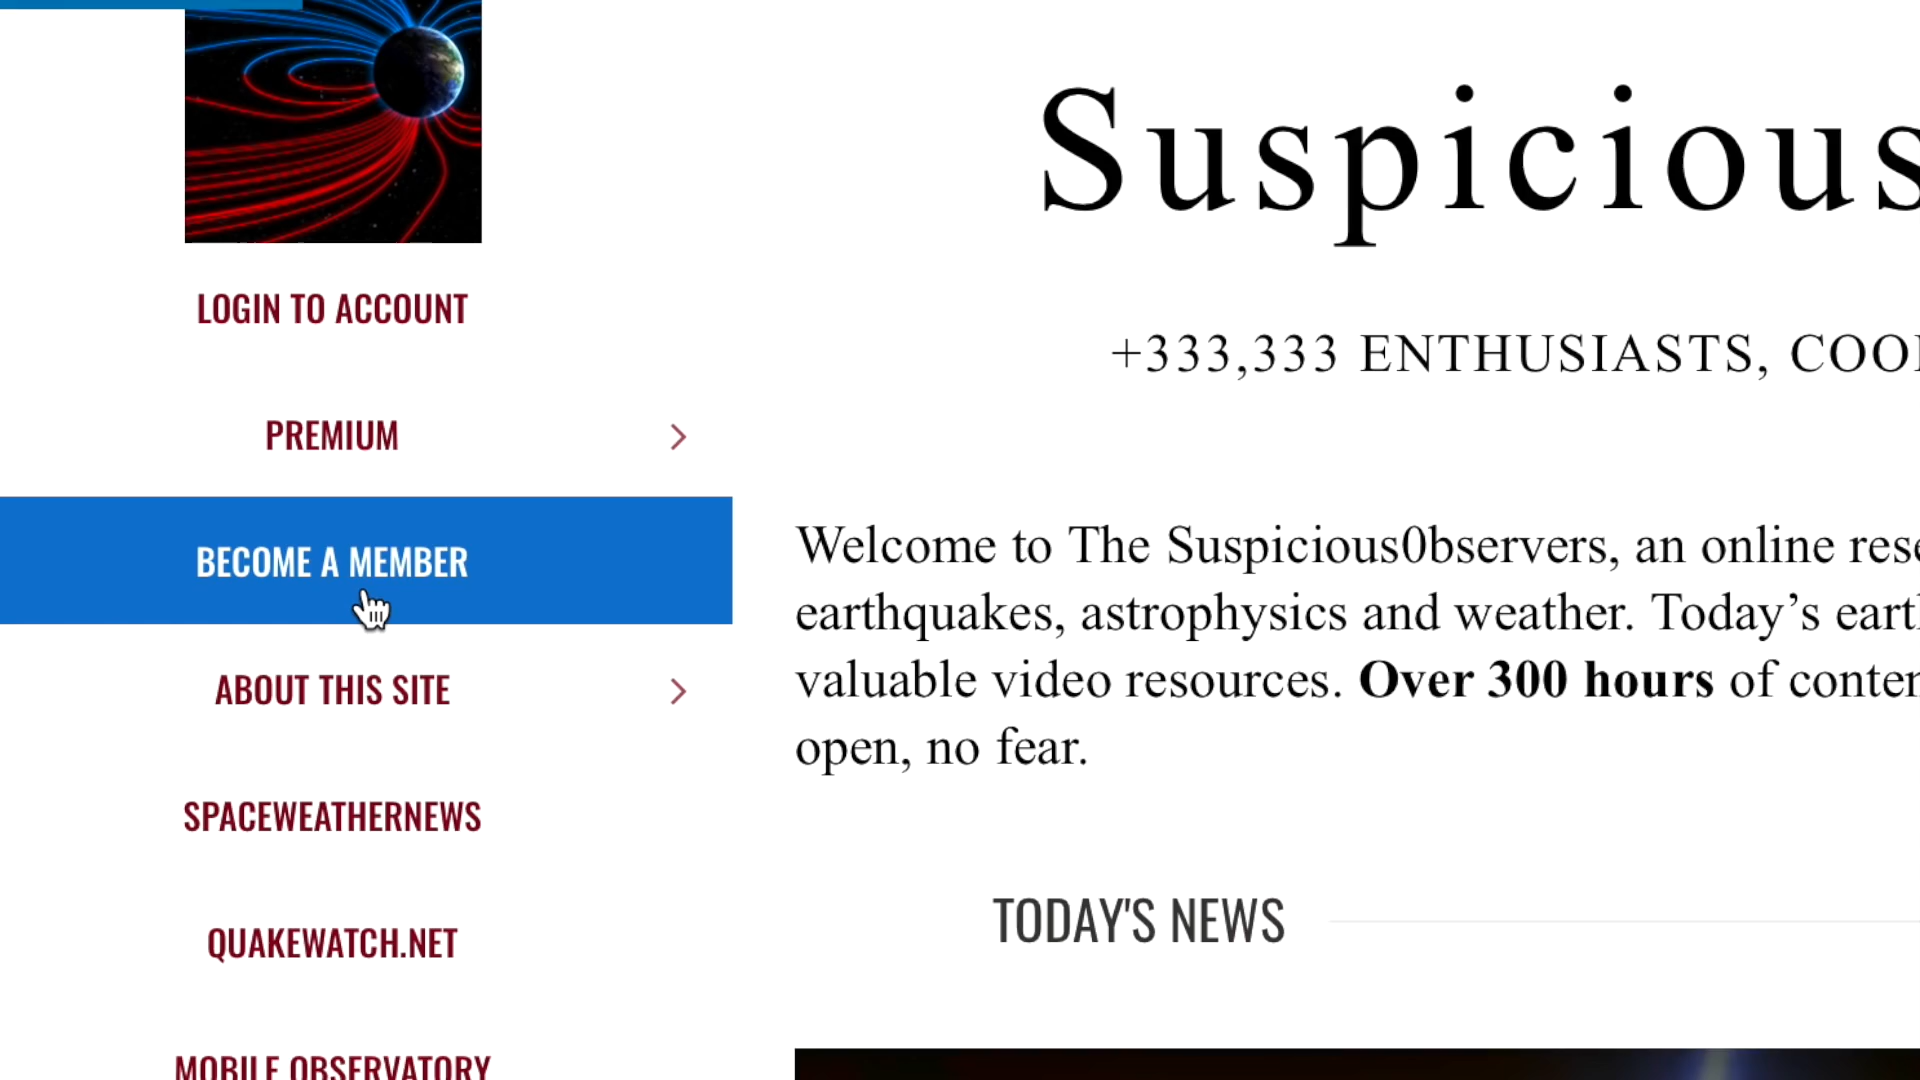 LOGIN TO ACCOUNT
PREMIUM
BECOME A MEMBER
ABOUT THIS SITE
SPACEWEATHERNEWS
QUAKEWATCH.NET
MOBILE OBSERVATORY
Suspicious
+333,333 ENTHUSIASTS,
Welcome to The Suspicious0bservers, an online
earthquakes, astrophysics and weather. Today’s
valuable video resources. Over 300 hours of
open, no fear.
TODAY'S NEWS